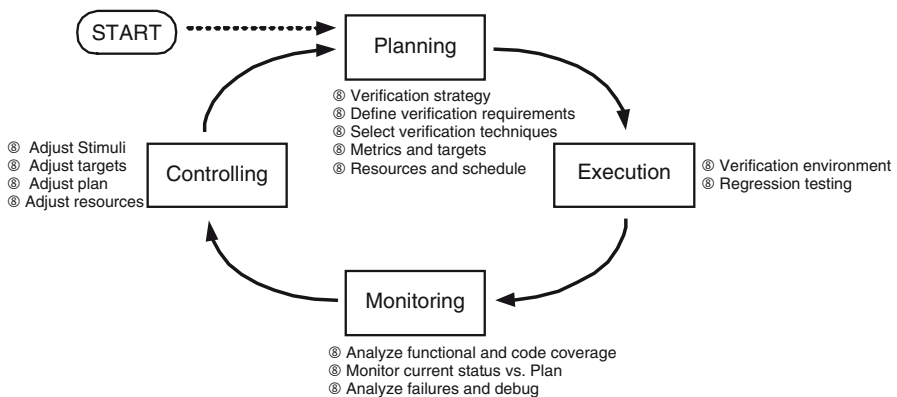 START
Planning
⑧ Verification strategy
⑧ Define verification requirements
⑧ Select verification techniques
⑧ Metrics and targets
⑧ Resources and schedule
⑧ Adjust Stimuli
⑧ Adjust targets
⑧ Adjust plan
⑧ Adjust resources
Controlling
Execution
⑧ Verification environment
⑧ Regression testing
Monitoring
⑧ Analyze functional and code coverage
⑧ Monitor current status vs. Plan
⑧ Analyze failures and debug